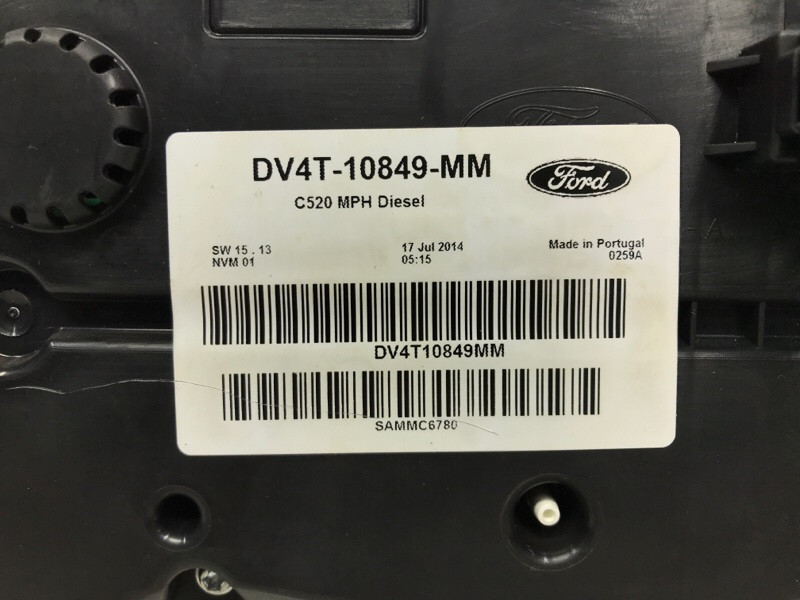 DV4T-10849-MM
Ford
C520 MPH Diesel
SW 15 . 13
NVM 01
17 Jul 2014
05:15
Made in Portugal
0259A
DV4T10849MM
SAMMC6780